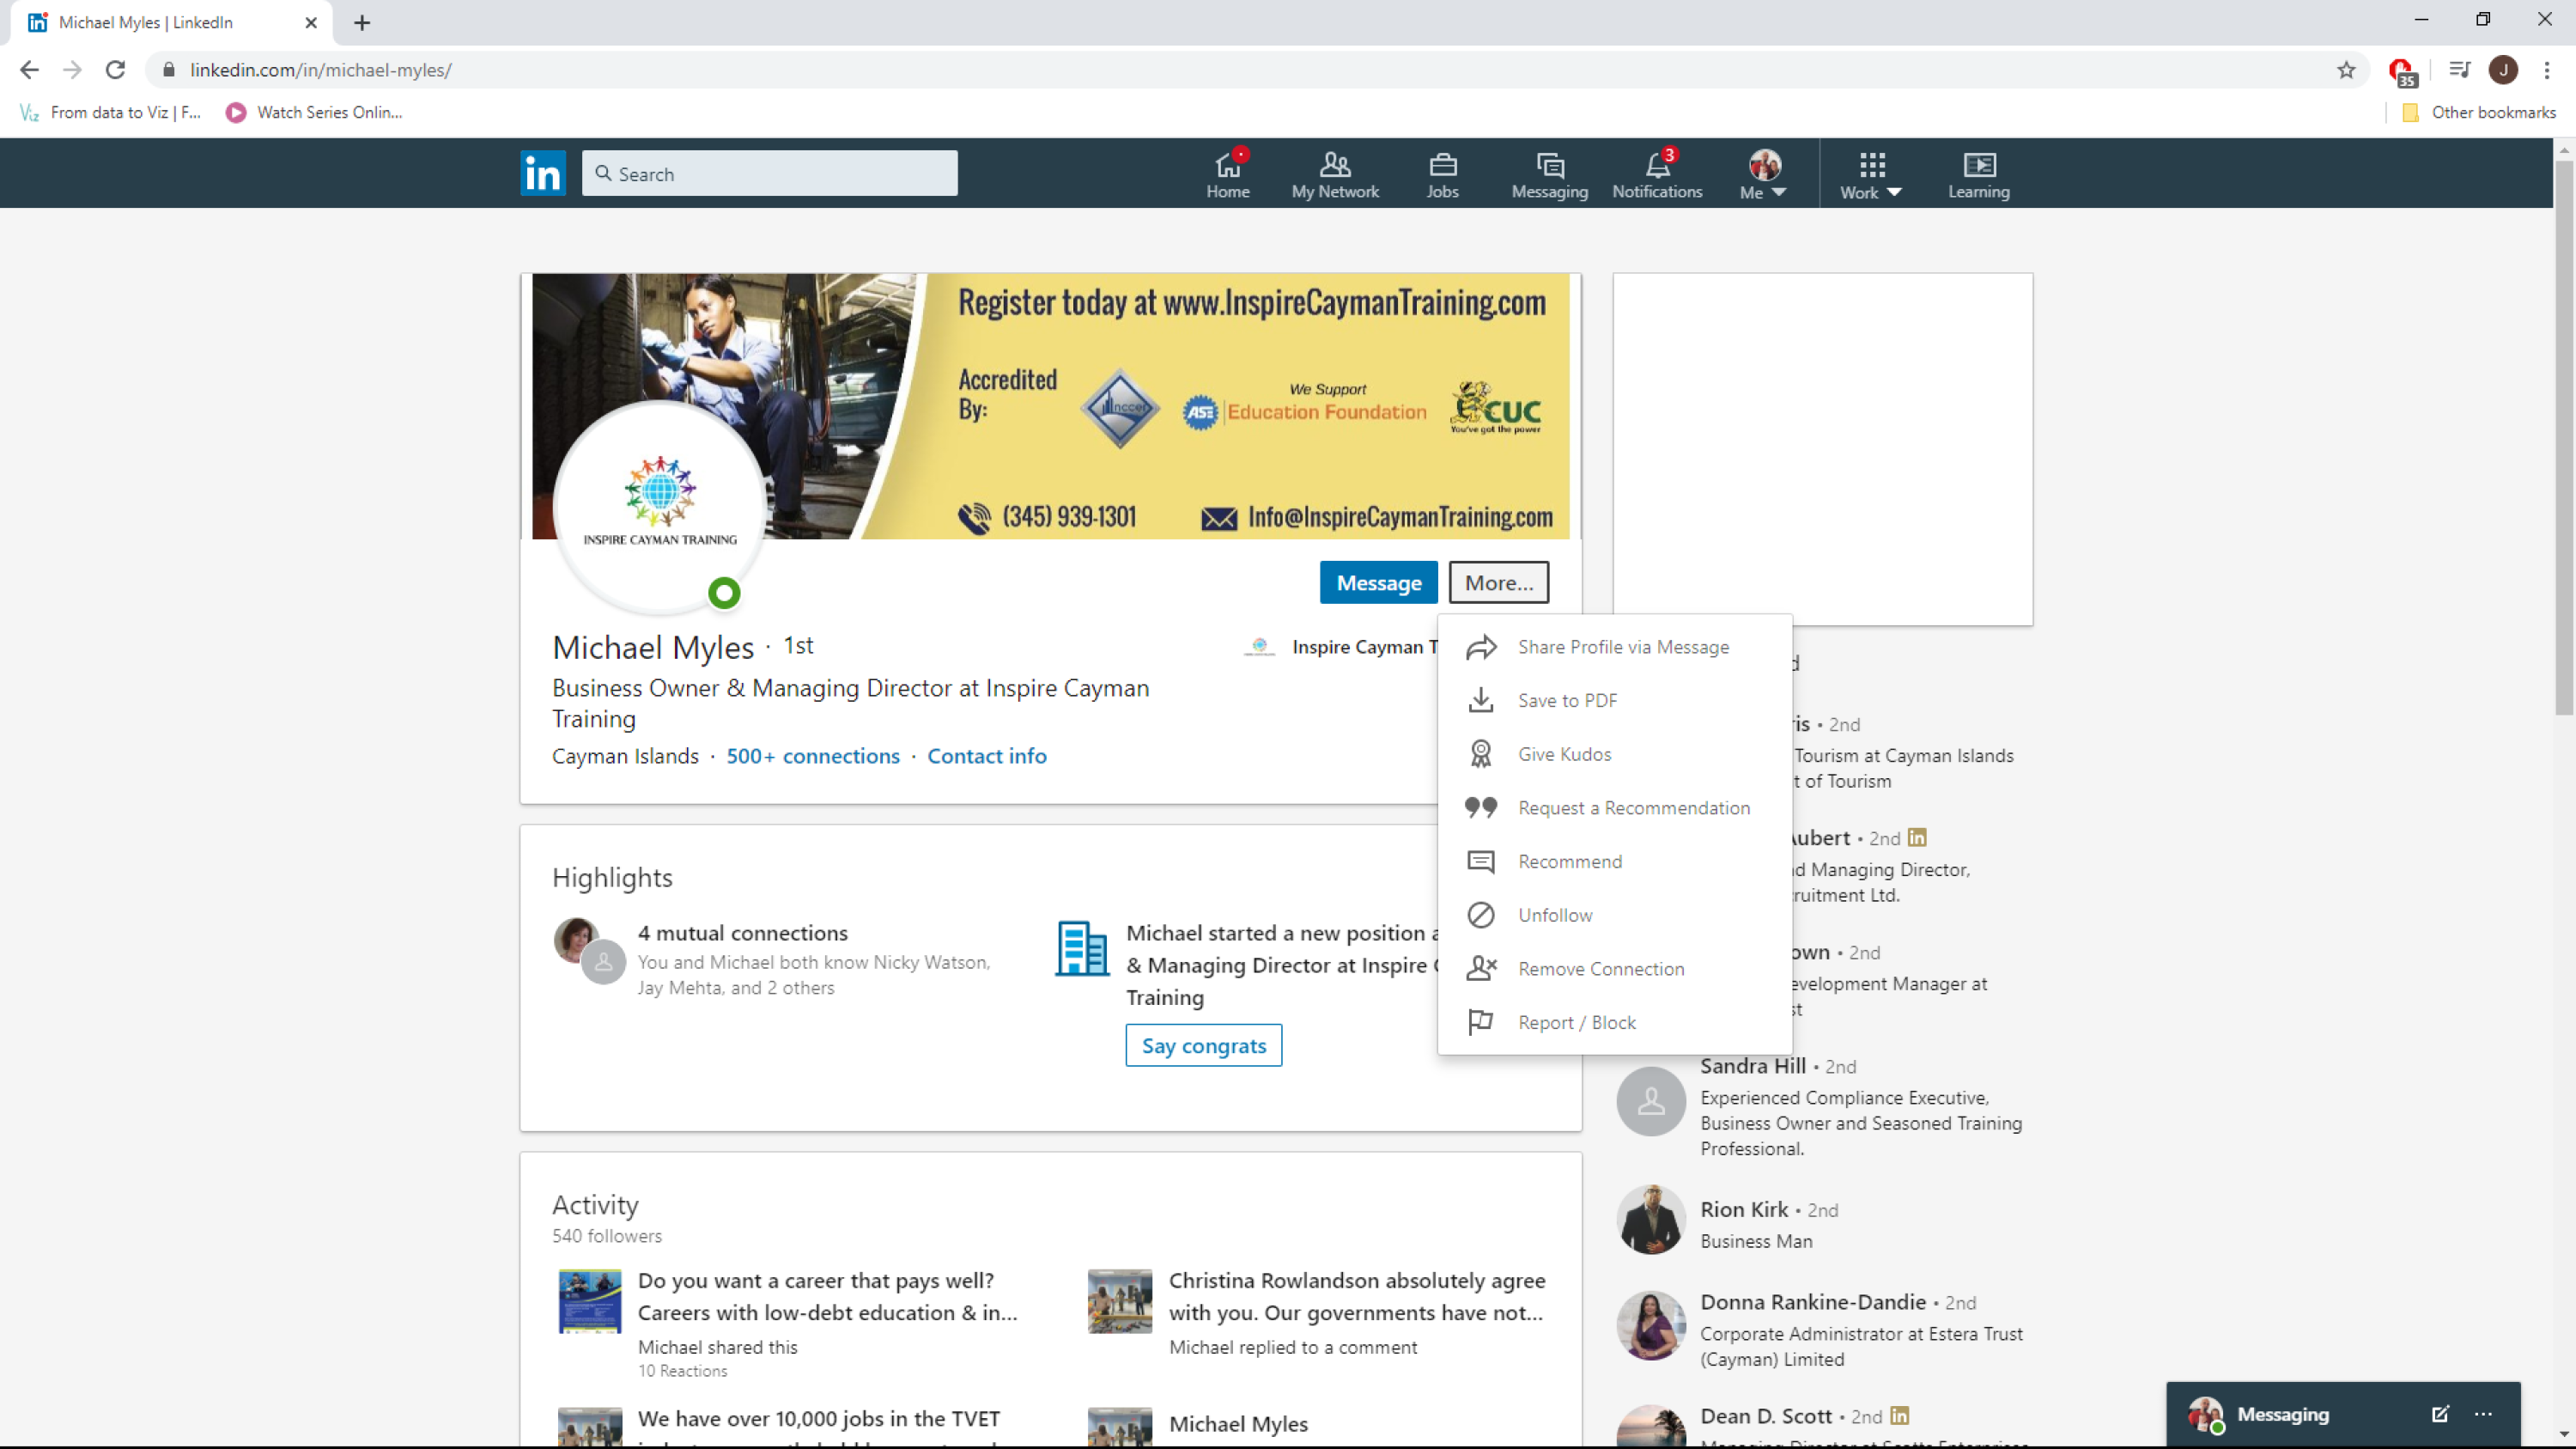 Michael Myles | LinkedIn
linkedin.com/in/michael-myles/
35
J
From data to Viz | F...
Watch Series Onlin...
Other bookmarks
in
Search
Home
My Network
Jobs
Messaging
3
Notifications
Me
Work
Learning
Register today at www.InspireCaymanTraining.com
Accredited
By:
nccer
ASE
We Support
Education Foundation
CUC
You've got the power
(345) 939-1301
Info@InspireCaymanTraining.com
INSPIRE CAYMAN TRAINING
Message
More...
Michael Myles · 1st
Business Owner & Managing Director at Inspire Cayman
Training
Cayman Islands · 500+ connections · Contact info
Inspire Cayman T
Share Profile via Message
Save to PDF
Give Kudos
Request a Recommendation
Recommend
Unfollow
Remove Connection
Report / Block
Highlights
4 mutual connections
You and Michael both know Nicky Watson,
Jay Mehta, and 2 others
Michael started a new position a
& Managing Director at Inspire
Training
Say congrats
Activity
540 followers
Do you want a career that pays well?
Careers with low-debt education & in...
Michael shared this
10 Reactions
Christina Rowlandson absolutely agree
with you. Our governments have not...
Michael replied to a comment
We have over 10,000 jobs in the TVET
Michael Myles
d
ris • 2nd
Tourism at Cayman Islands
t of Tourism
Aubert • 2nd in
d Managing Director,
ruitment Ltd.
own • 2nd
evelopment Manager at
st
Sandra Hill • 2nd
Experienced Compliance Executive,
Business Owner and Seasoned Training
Professional.
Rion Kirk • 2nd
Business Man
Donna Rankine-Dandie • 2nd
Corporate Administrator at Estera Trust
(Cayman) Limited
Dean D. Scott • 2nd in
Messaging